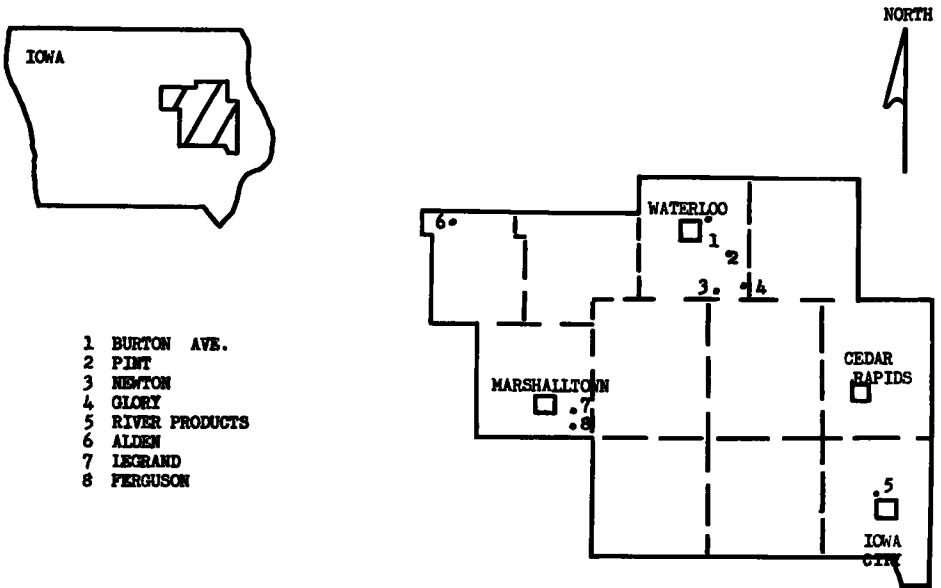 NORTH
IOWA
WATERLOO
6
1
2
3
4
1 BURTON AVE.
2 PINT
3 NEWTON
4 GLORY
5 RIVER PRODUCTS
6 ALDEN
7 LEGRAND
8 FERGUSON
MARSHALLTOWN
7
8
CEDAR
RAPIDS
5
IOWA
CITY